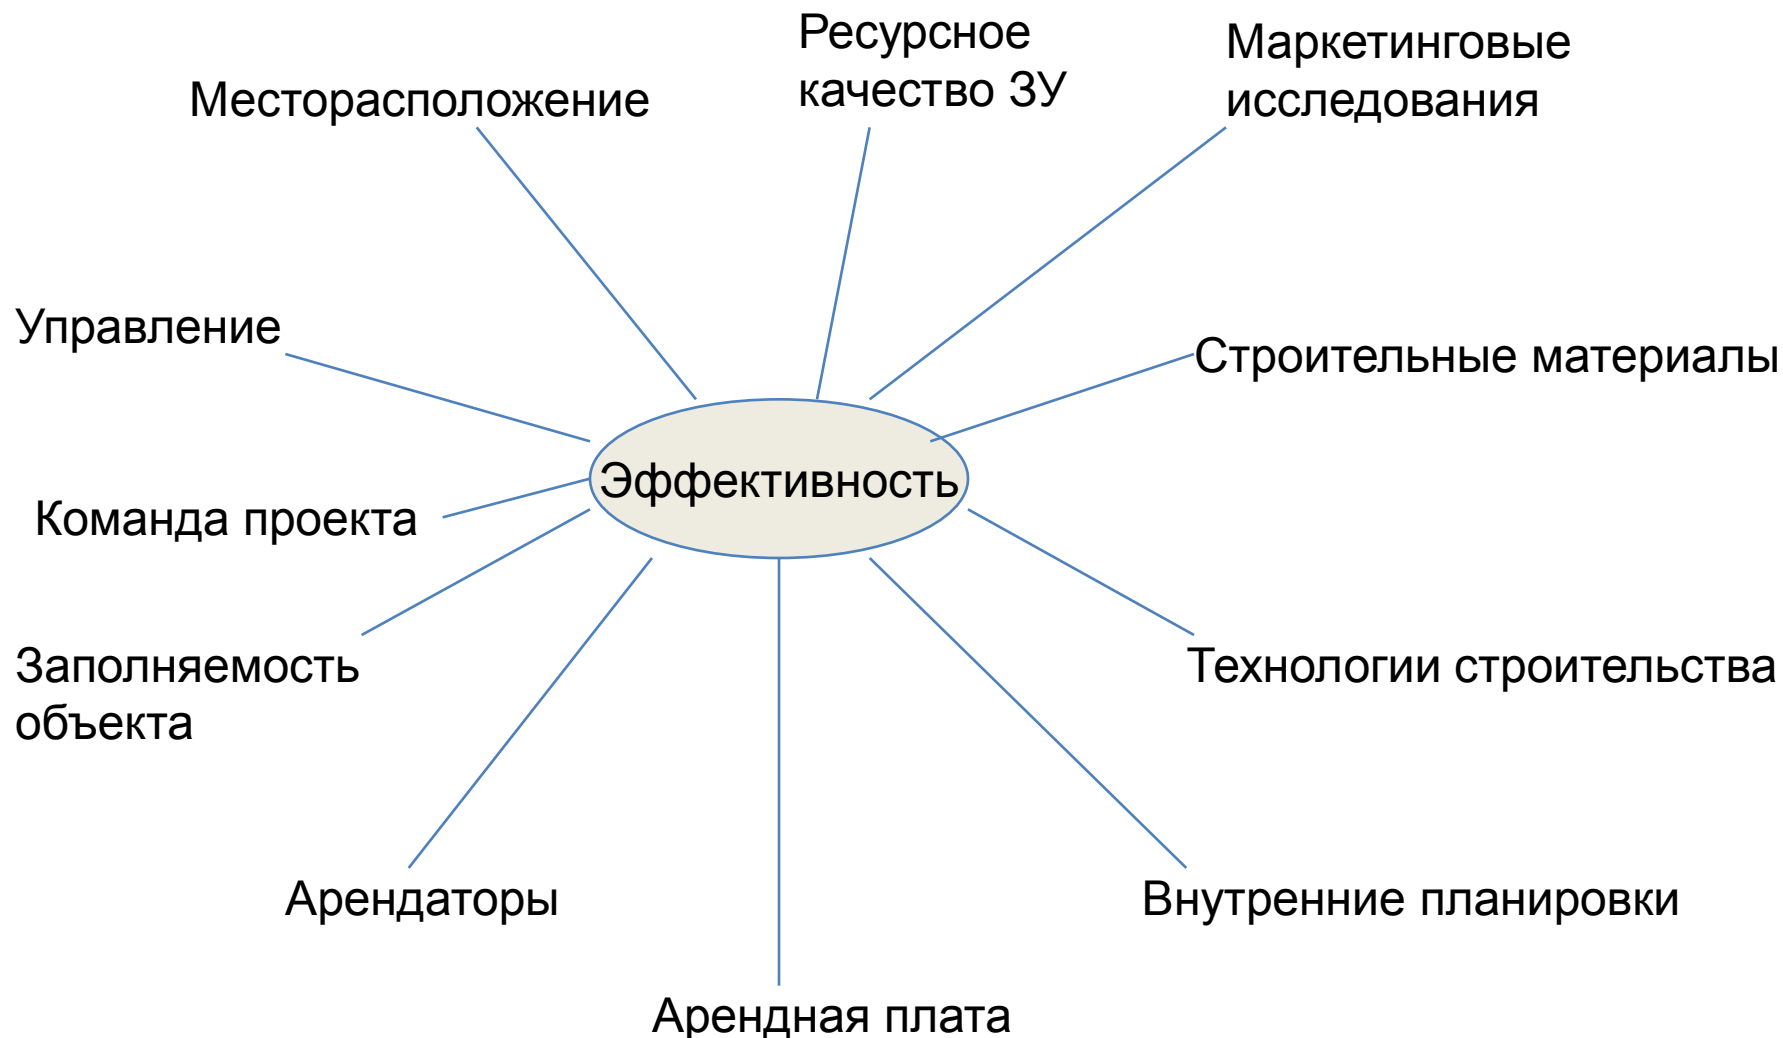 Ресурсное
качество ЗУ
Маркетинговые
исследования
Месторасположение
Управление
Строительные материалы
Эффективность
Команда проекта
Заполняемость
объекта
Технологии строительства
Арендаторы
Внутренние планировки
Арендная плата